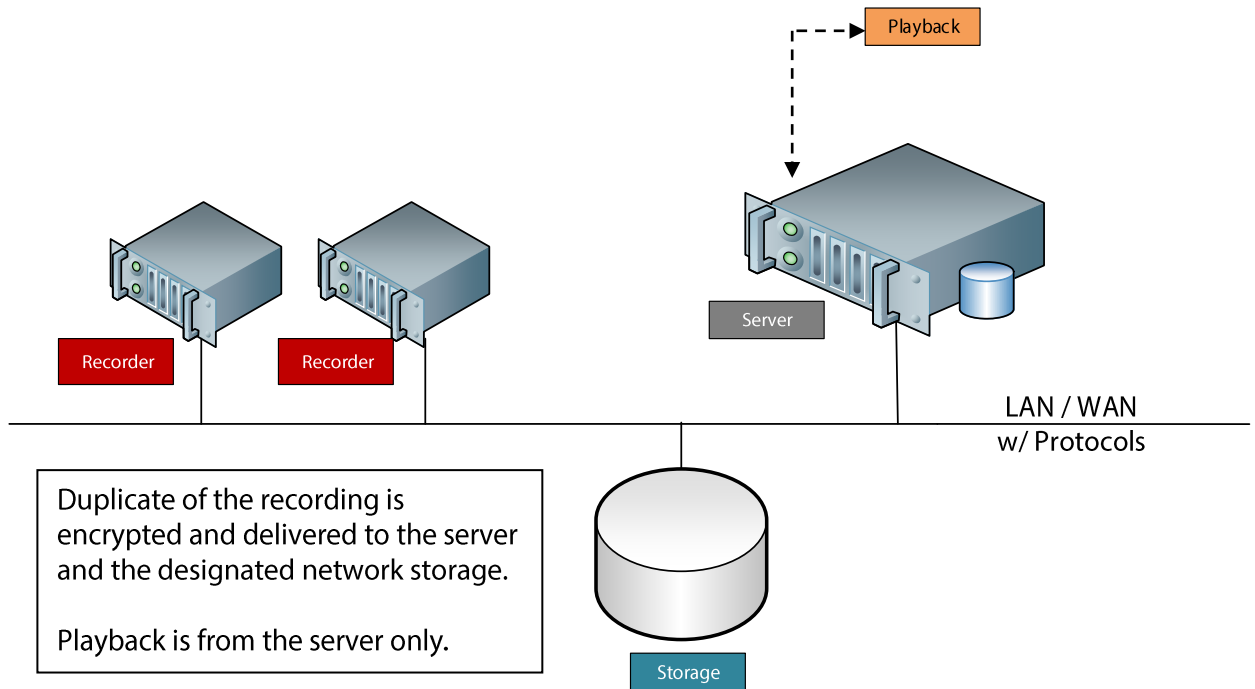 Playback
Server
Recorder
Recorder
LAN / WAN
w/ Protocols
Duplicate of the recording is
encrypted and delivered to the server
and the designated network storage.
Playback is from the server only.
Storage